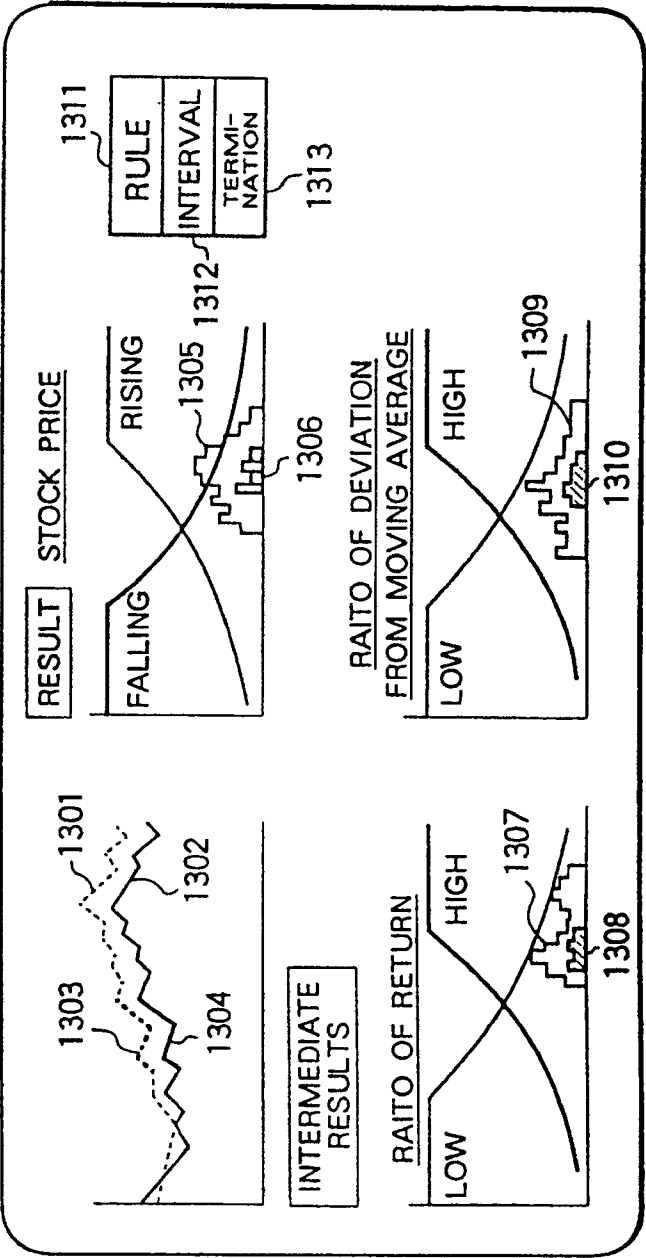 1301
1303
1302
1304
RESULT
STOCK PRICE
FALLING
RISING
1305
1306
1311
RULE
INTERVAL
TERMI-
NATION
1312
1313
INTERMEDIATE
RESULTS
RAITO OF RETURN
LOW
HIGH
1307
1308
RAITO OF DEVIATION
FROM MOVING AVERAGE
LOW
HIGH
1309
1310